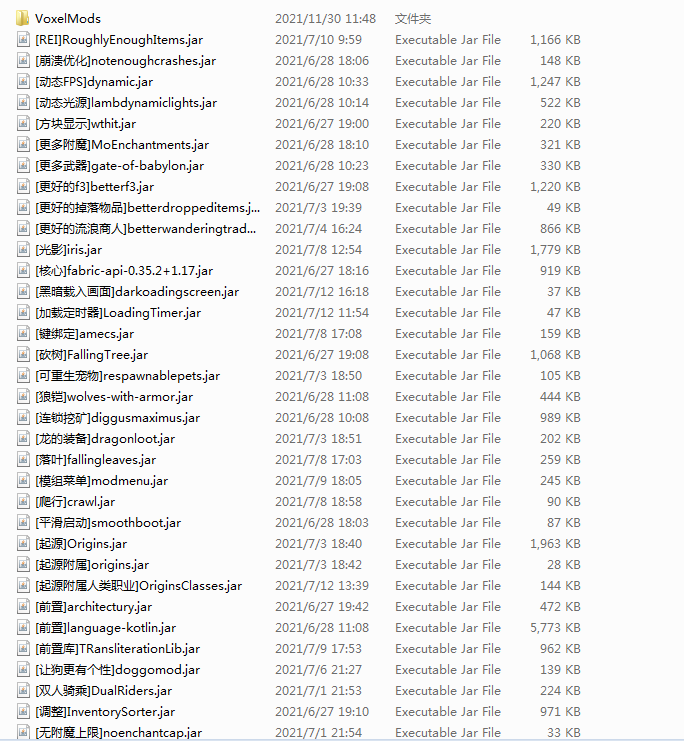 VoxelMods 2021/11/30 11:48 文件夹
[REI]RoughlyEnoughItems.jar 2021/7/10 9:59 Executable Jar File 1,166 KB
[崩溃优化]notenoughcrashes.jar 2021/6/28 18:06 Executable Jar File 148 KB
[动态FPS]dynamic.jar 2021/6/28 10:33 Executable Jar File 1,247 KB
[动态光源]lambdynamiclights.jar 2021/6/28 10:14 Executable Jar File 522 KB
[方块显示]wthit.jar 2021/6/27 19:00 Executable Jar File 220 KB
[更多附魔]MoEnchantments.jar 2021/6/28 18:10 Executable Jar File 321 KB
[更多武器]gate-of-babylon.jar 2021/6/28 10:23 Executable Jar File 330 KB
[更好的f3]betterf3.jar 2021/6/27 19:08 Executable Jar File 1,220 KB
[更好的掉落物品]betterdroppeditems.j... 2021/7/3 19:39 Executable Jar File 49 KB
[更好的流浪商人]betterwanderingtrad... 2021/7/4 16:24 Executable Jar File 866 KB
[光影]iris.jar 2021/7/8 12:54 Executable Jar File 1,779 KB
[核心]fabric-api-0.35.2+1.17.jar 2021/6/27 18:16 Executable Jar File 919 KB
[黑暗载入画面]darkoadingscreen.jar 2021/7/12 16:18 Executable Jar File 37 KB
[加载定时器]LoadingTimer.jar 2021/7/12 11:54 Executable Jar File 47 KB
[键绑定]amecs.jar 2021/7/8 17:08 Executable Jar File 159 KB
[砍树]FallingTree.jar 2021/6/27 19:08 Executable Jar File 1,068 KB
[可重生宠物]respawnablepets.jar 2021/7/3 18:50 Executable Jar File 105 KB
[狼铠]wolves-with-armor.jar 2021/6/28 11:08 Executable Jar File 444 KB
[连锁挖矿]diggusmaximus.jar 2021/6/28 10:08 Executable Jar File 989 KB
[龙的装备]dragonloot.jar 2021/7/3 18:51 Executable Jar File 202 KB
[落叶]fallingleaves.jar 2021/7/8 17:03 Executable Jar File 259 KB
[模组菜单]modmenu.jar 2021/7/9 18:05 Executable Jar File 245 KB
[爬行]crawl.jar 2021/7/8 18:58 Executable Jar File 90 KB
[平滑启动]smoothboot.jar 2021/6/28 18:03 Executable Jar File 87 KB
[起源]Origins.jar 2021/7/3 18:40 Executable Jar File 1,963 KB
[起源附属]origins.jar 2021/7/3 18:42 Executable Jar File 28 KB
[起源附属人类职业]OriginsClasses.jar 2021/7/12 13:39 Executable Jar File 144 KB
[前置]architectury.jar 2021/6/27 19:42 Executable Jar File 472 KB
[前置]language-kotlin.jar 2021/6/28 11:08 Executable Jar File 5,773 KB
[前置库]TRansliterationLib.jar 2021/7/9 17:53 Executable Jar File 962 KB
[让狗更有个性]doggomod.jar 2021/7/6 21:27 Executable Jar File 139 KB
[双人骑乘]DualRiders.jar 2021/7/1 21:53 Executable Jar File 224 KB
[调整]InventorySorter.jar 2021/6/27 19:10 Executable Jar File 971 KB
[无附魔上限]noenchantcap.jar 2021/7/1 21:54 Executable Jar File 33 KB